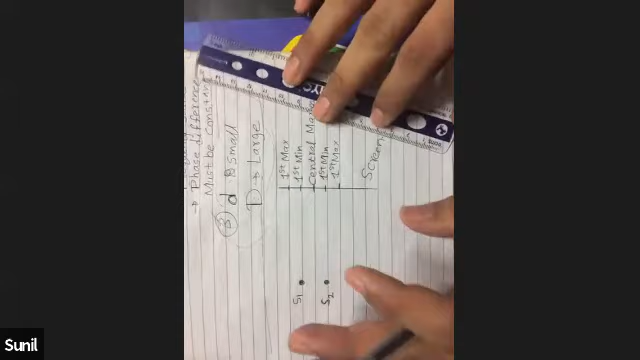 → Phase difference
Must be constant
3 d → small
D → Large
1st Max
1st Min
Central Max
1st Min
1st Max
Screen
S1
S2
Sunil